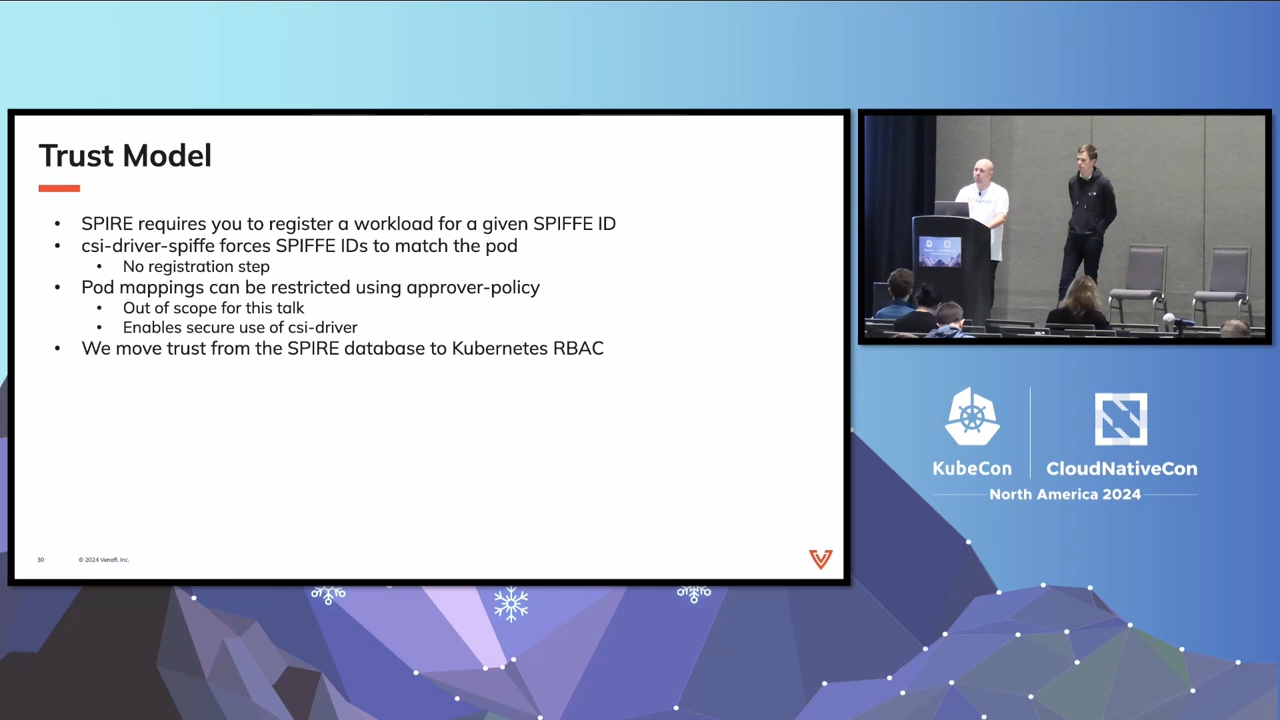 Trust Model
• SPIRE requires you to register a workload for a given SPIFFE ID
• csi-driver-spiffe forces SPIFFE IDs to match the pod
• No registration step
• Pod mappings can be restricted using approver-policy
• Out of scope for this talk
• Enables secure use of csi-driver
• We move trust from the SPIRE database to Kubernetes RBAC
30
© 2024 Venafi, Inc.
KubeCon
CloudNativeCon
North America 2024